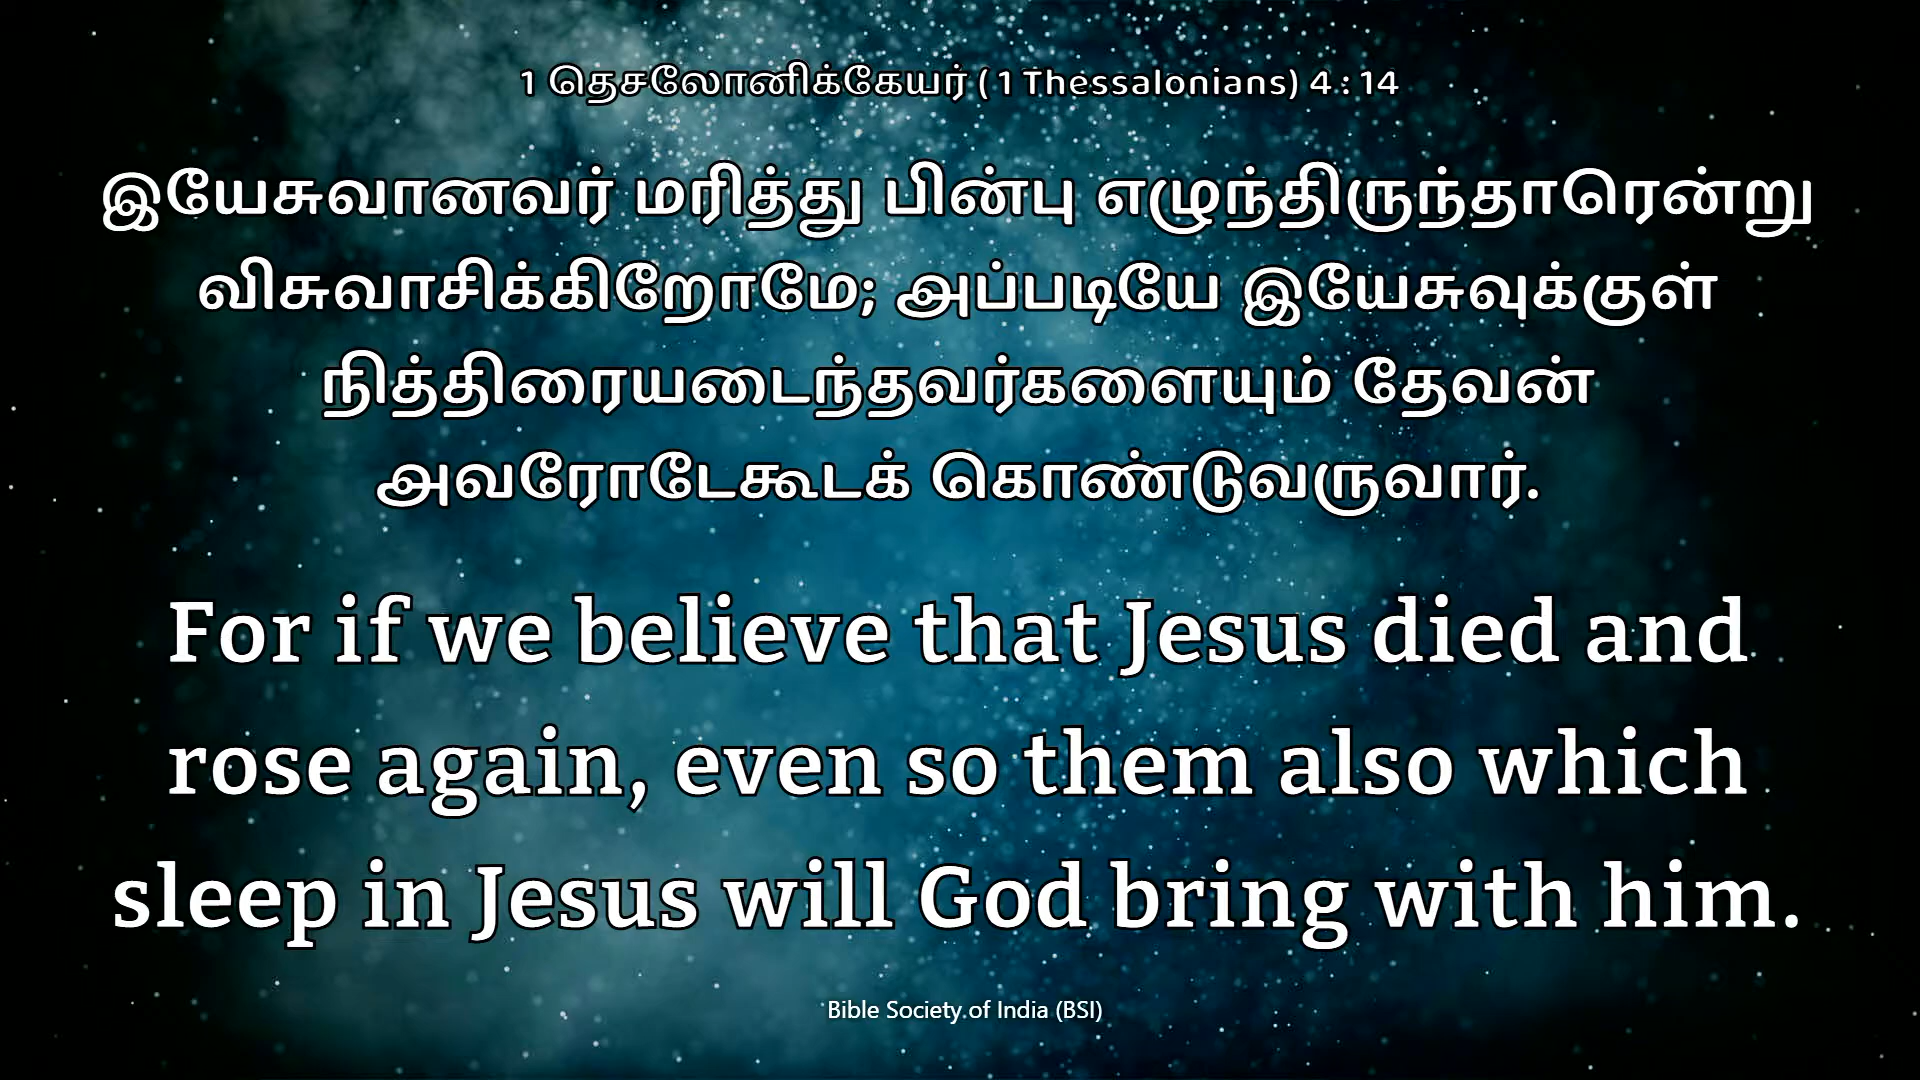 1 தெசலோனிக்கேயர் ( 1 Thessalonians) 4 : 14
இயேசுவானவர் மரித்து பின்பு எழுந்திருந்தாரென்று
விசுவாசிக்கிறோமே; அப்படியே இயேசுவுக்குள்
நித்திரையடைந்தவர்களையும் தேவன்
அவரோடேகூடக் கொண்டுவருவார்.
For if we believe that Jesus died and
rose again, even so them also which
sleep in Jesus will God bring with him.
Bible Society of India (BSI)